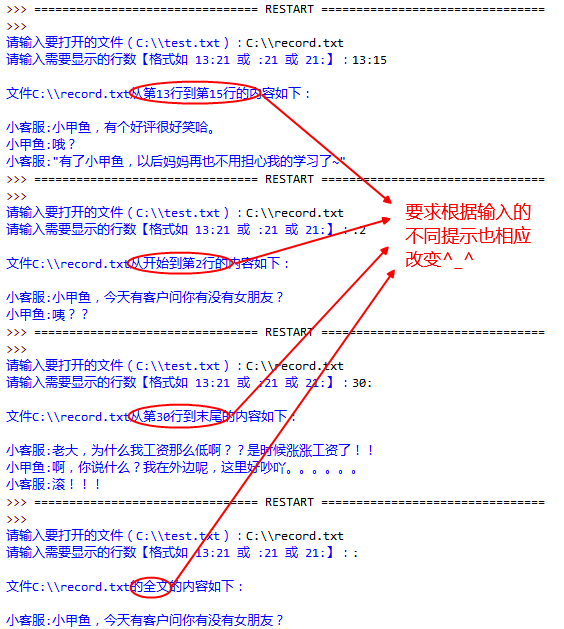 >>> ================================ RESTART ================================
>>>
请输入要打开的文件（C:\\test.txt）：C:\\record.txt
请输入需要显示的行数【格式如 13:21 或 :21 或 21:】：13:15
文件C:\\record.txt从第13行到第15行的内容如下：
小客服:小甲鱼，有个好评很好笑哈。
小甲鱼:哦？
小客服:"有了小甲鱼，以后妈妈再也不用担心我的学习了~"
>>> ================================ RESTART ================================
>>>
请输入要打开的文件（C:\\test.txt）：C:\\record.txt
请输入需要显示的行数【格式如 13:21 或 :21 或 21:】：:2
文件C:\\record.txt从开始到第2行的内容如下：
小客服:小甲鱼，今天有客户问你有没有女朋友？
小甲鱼:咦？？
>>> ================================ RESTART ================================
>>>
请输入要打开的文件（C:\\test.txt）：C:\\record.txt
请输入需要显示的行数【格式如 13:21 或 :21 或 21:】：30:
文件C:\\record.txt从第30行到末尾的内容如下：
小客服:老大，为什么我工资那么低啊？？是时候涨涨工资了！！
小甲鱼:啊，你说什么？我在外边呢，这里好吵吖。。。。。。
小客服:滚！！！
>>> ================================ RESTART ================================
>>>
请输入要打开的文件（C:\\test.txt）：C:\\record.txt
请输入需要显示的行数【格式如 13:21 或 :21 或 21:】：:
文件C:\\record.txt的全文的内容如下：
小客服:小甲鱼，今天有客户问你有没有女朋友？
要求根据输入的
不同提示也相应
改变^_^